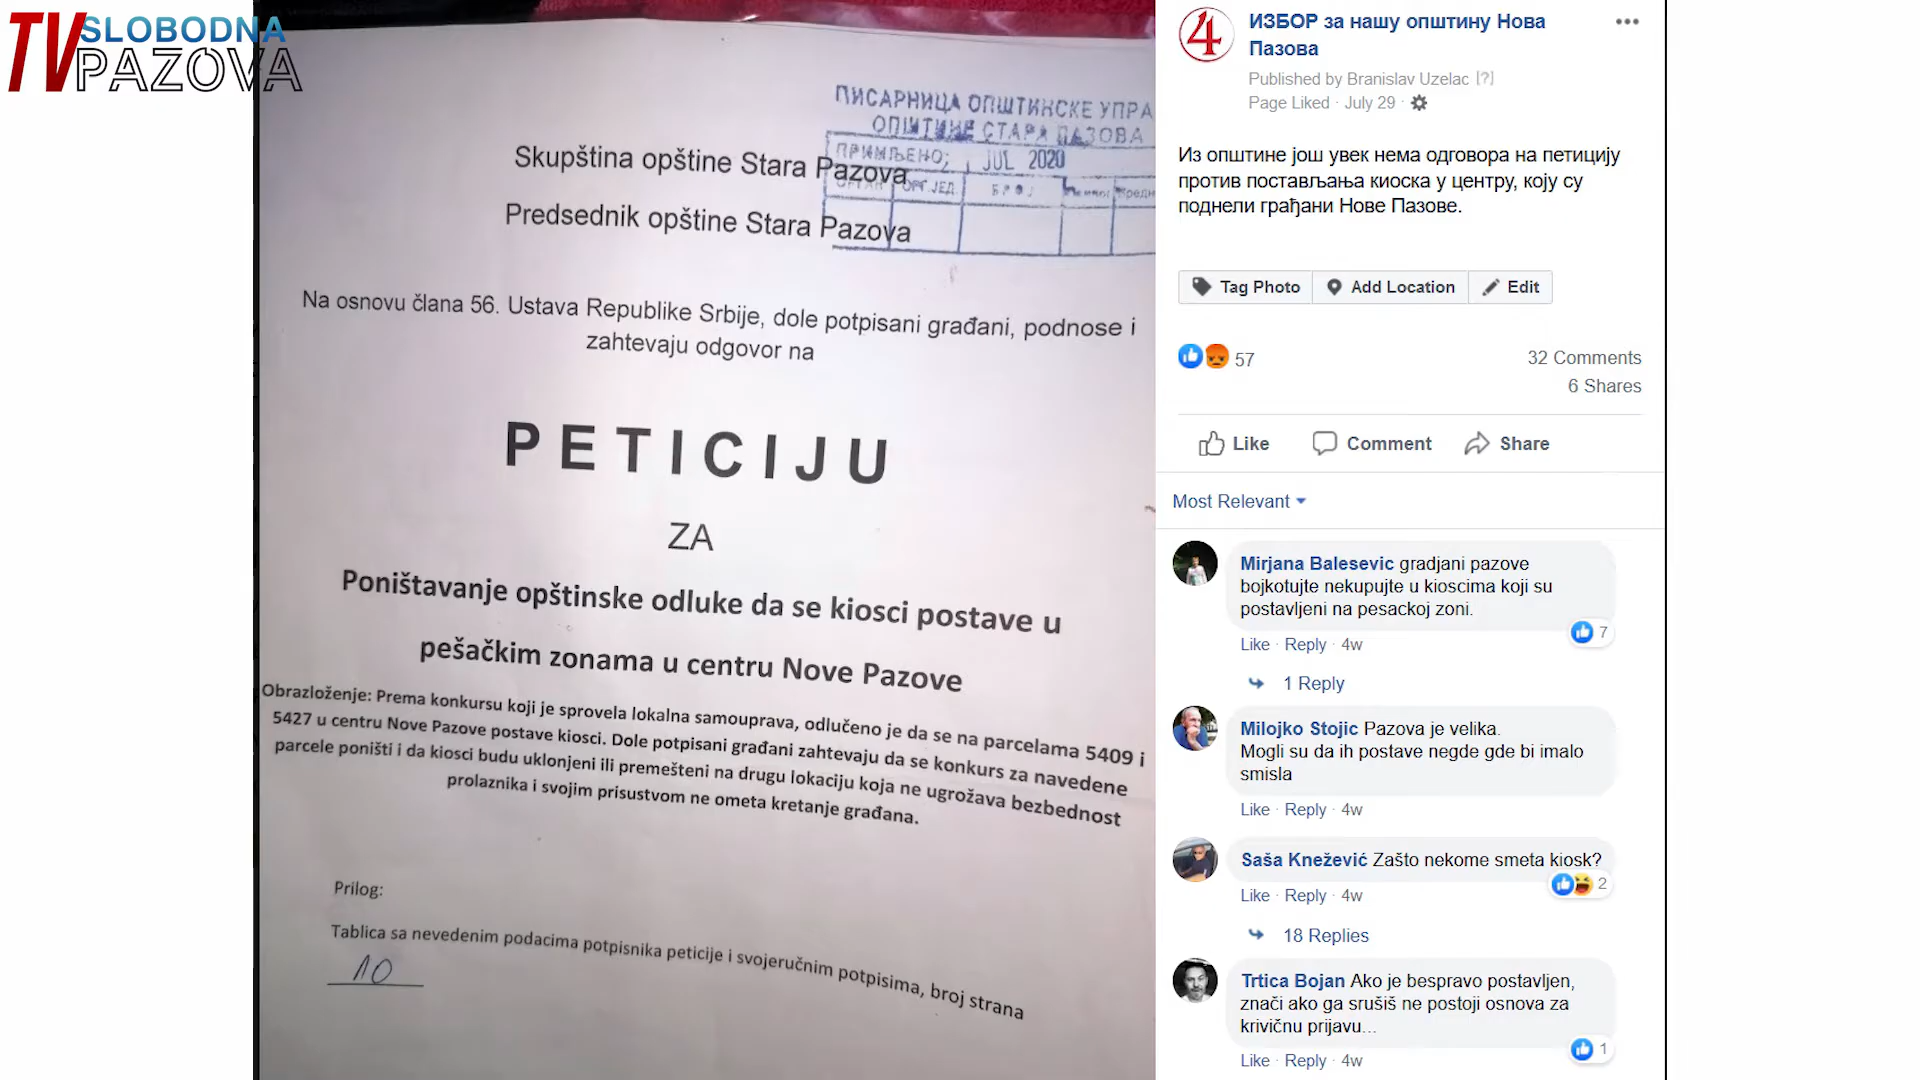 TV SLOBODNA
PAZOVA
ПИСАРНИЦА ОПШТИНСКЕ УПРА
ОПШТИНЕ СТАРА ПАЗОВА
ПРИМЉЕНО; JUL 2020
ОРГ.ЈЕД. БРОЈ
Skupština opštine Stara Pazova
Predsednik opštine Stara Pazova
Na osnovu člana 56. Ustava Republike Srbije, dole potpisani građani, podnose i
zahtevaju odgovor na
PETICIJU
ZA
Poništavanje opštinske odluke da se kiosci postave u
pešačkim zonama u centru Nove Pazove
Obrazloženje: Prema konkursu koji je sprovela lokalna samouprava, odlučeno je da se na parcelama 5409 i
5427 u centru Nove Pazove postave kiosci. Dole potpisani građani zahtevaju da se konkurs za navedene
parcele poništi i da kiosci budu uklonjeni ili premešteni na drugu lokaciju koja ne ugrožava bezbednost
prolaznika i svojim prisustvom ne ometa kretanje građana.
Prilog:
Tablica sa nevedenim podacima potpisnika peticije i svojeručnim potpisima, broj strana
10
4
ИЗБОР за нашу општину Нова
Пазова
Published by Branislav Uzelac [?]
Page Liked · July 29 ·
Из општине још увек нема одговора на петицију
против постављања киоска у центру, коју су
поднели грађани Нове Пазове.
Tag Photo Add Location Edit
57
32 Comments
6 Shares
Like Comment Share
Most Relevant
Mirjana Balesevic gradjani pazove
bojkotujte nekupujte u kioscima koji su
postavljeni na pesackoj zoni.
7
Like · Reply · 4w
1 Reply
Milojko Stojic Pazova je velika.
Mogli su da ih postave negde gde bi imalo
smisla
Like · Reply · 4w
Saša Knežević Zašto nekome smeta kiosk?
2
Like · Reply · 4w
18 Replies
Trtica Bojan Ako je bespravo postavljen,
znači ako ga srušiš ne postoji osnova za
krivičnu prijavu...
1
Like · Reply · 4w